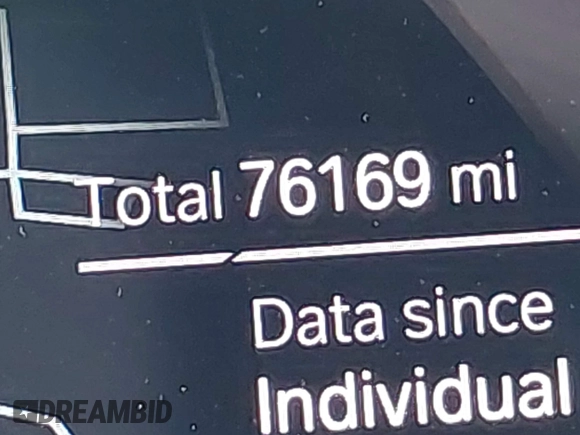 Total 76169 mi
Data since
Individual
DREAMBID